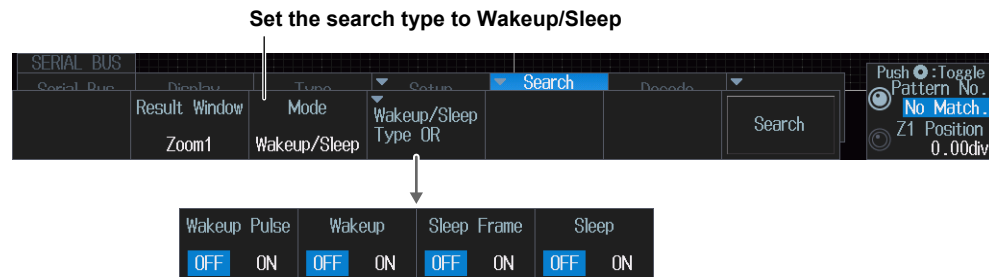 Set the search type to Wakeup/Sleep
SERIAL BUS
Serial Bus Display Type Setup Search Decode
Push :Toggle
Pattern No.
No Match.
Z1 Position
0.00div
Result Window
Zoom1
Mode
Wakeup/Sleep
Wakeup/Sleep
Type OR
Search
Wakeup Pulse
OFF ON
Wakeup
OFF ON
Sleep Frame
OFF ON
Sleep
OFF ON